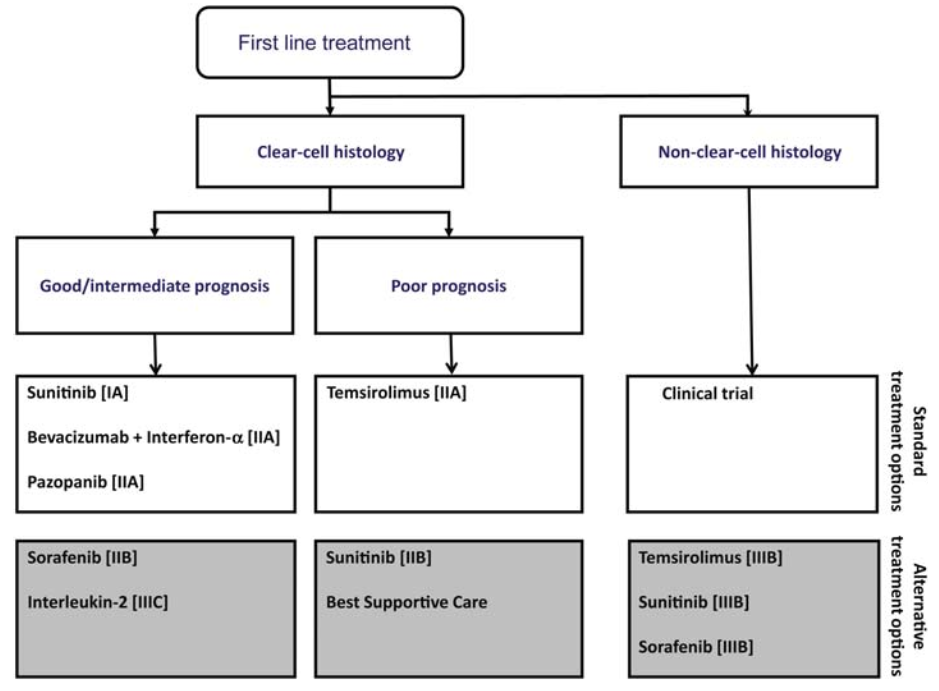 First line treatment
Clear-cell histology
Non-clear-cell histology
Good/intermediate prognosis
Poor prognosis
Sunitinib [IA]
Bevacizumab + Interferon-α [IIA]
Pazopanib [IIA]
Temsirolimus [IIA]
Clinical trial
Standard
treatment options
Sorafenib [IIB]
Interleukin-2 [IIIC]
Sunitinib [IIB]
Best Supportive Care
Temsirolimus [IIIB]
Sunitinib [IIIB]
Sorafenib [IIIB]
Alternative
treatment options